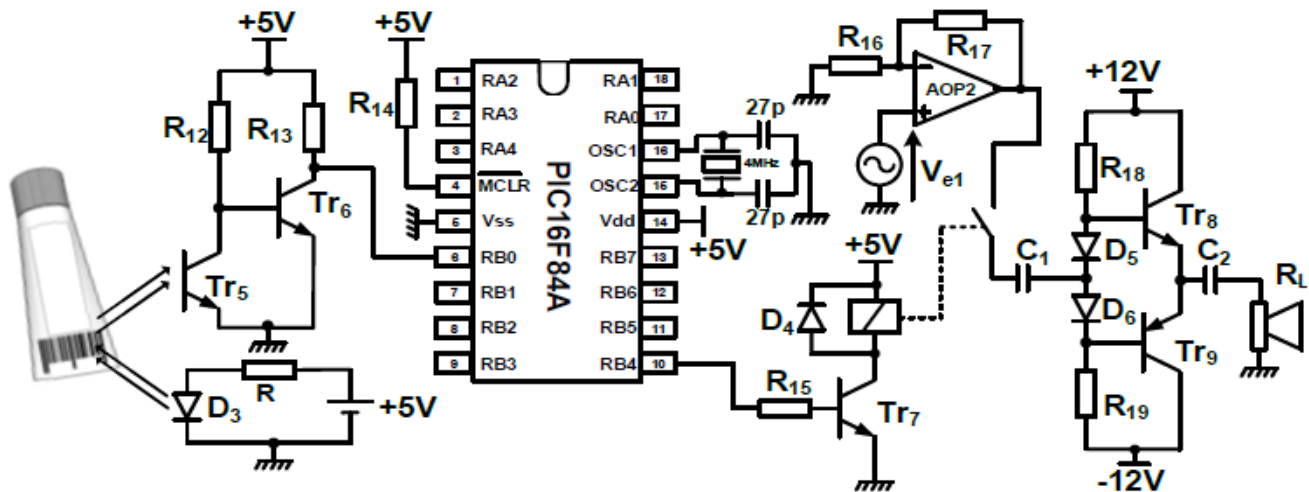 +5V
+5V
R12
R13
R14
Tr5
Tr6
D3
R
+5V
PIC16F84A
1 RA2
2 RA3
3 RA4
4 MCLR
5 Vss
6 RB0
7 RB1
8 RB2
9 RB3
RA1 18
RA0 17
OSC1 16
OSC2 15
Vdd 14
RB7 13
RB6 12
RB5 11
RB4 10
27p
4MHz
27p
+5V
R16
R17
AOP2
Ve1
+5V
D4
R15
Tr7
+12V
R18
Tr8
C1
D5
C2
RL
D6
Tr9
R19
-12V